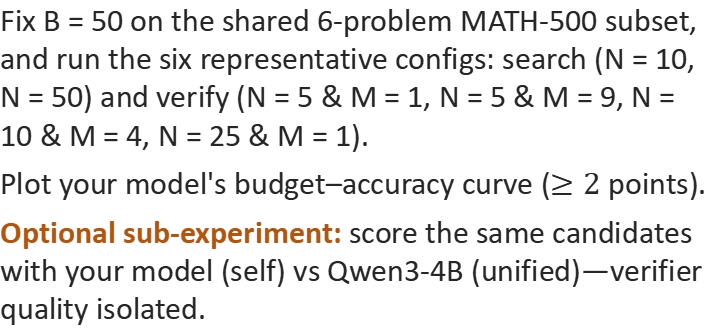 Fix B = 50 on the shared 6-problem MATH-500 subset,
and run the six representative configs: search (N = 10,
N = 50) and verify (N = 5 & M = 1, N = 5 & M = 9, N =
10 & M = 4, N = 25 & M = 1).
Plot your model's budget–accuracy curve (≥ 2 points).
Optional sub-experiment: score the same candidates
with your model (self) vs Qwen3-4B (unified)—verifier
quality isolated.